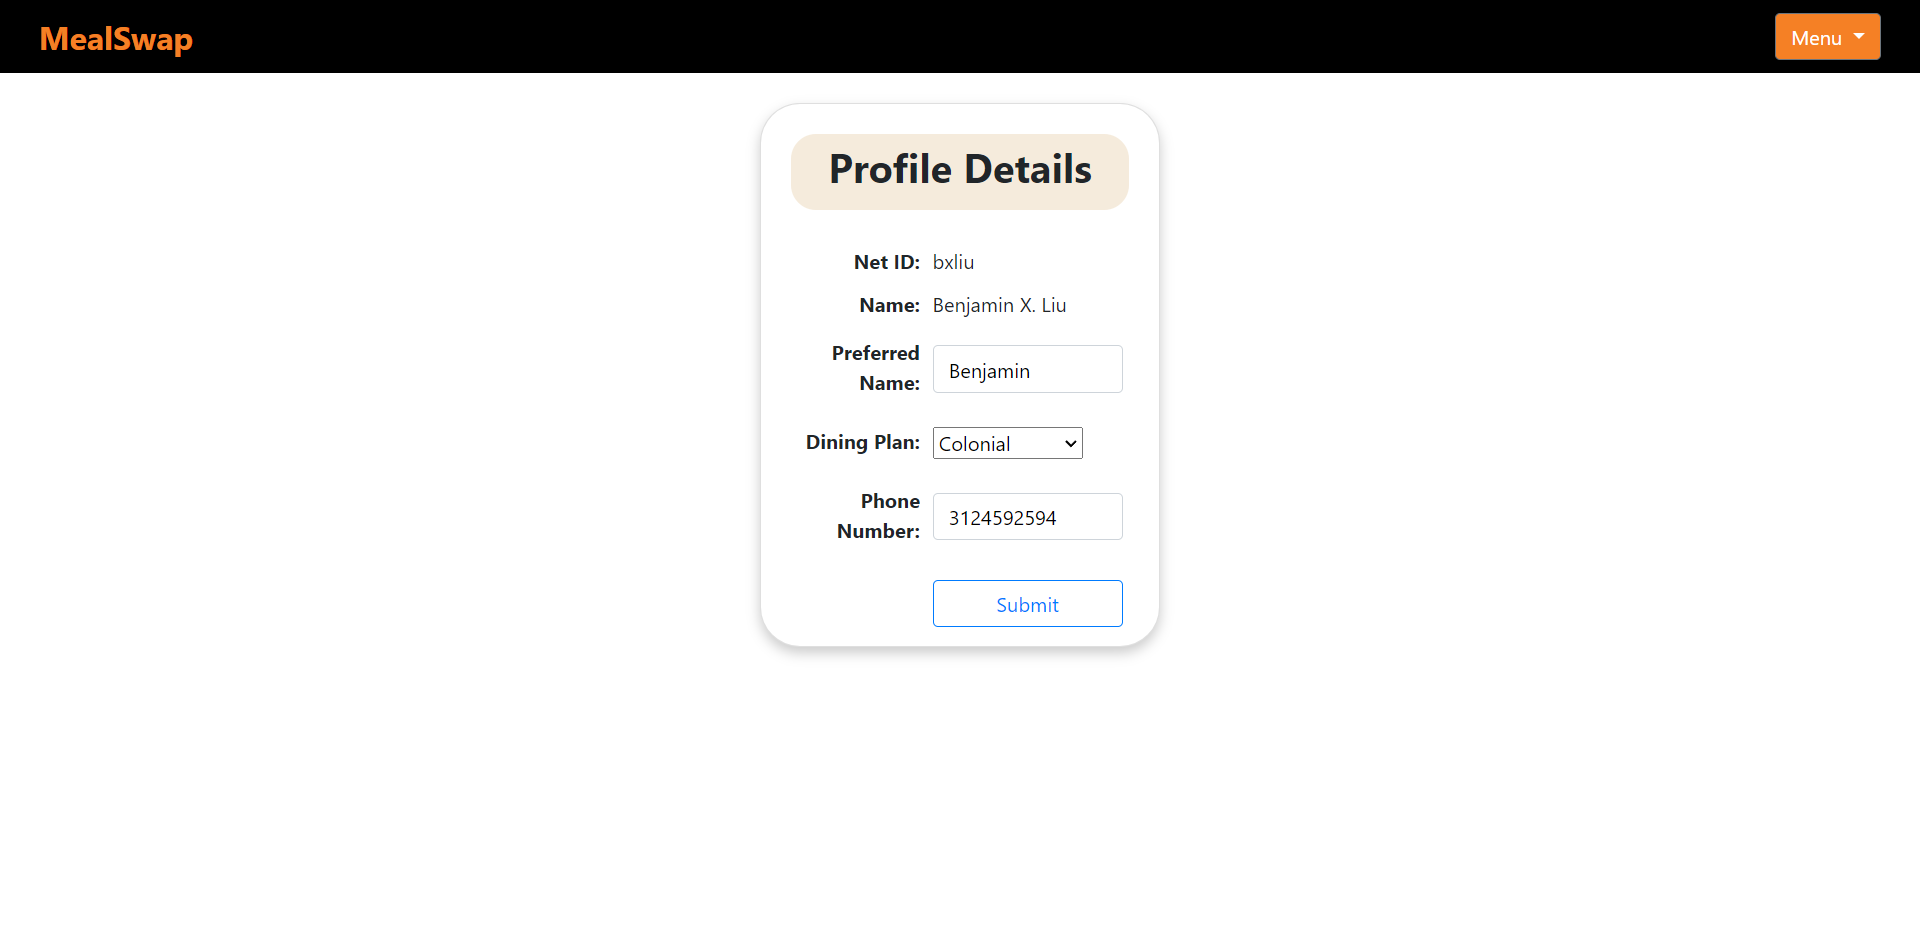 MealSwap
Menu
Profile Details
Net ID: bxliu
Name: Benjamin X. Liu
Preferred
Name:
Benjamin
Dining Plan: Colonial
Phone
Number:
3124592594
Submit